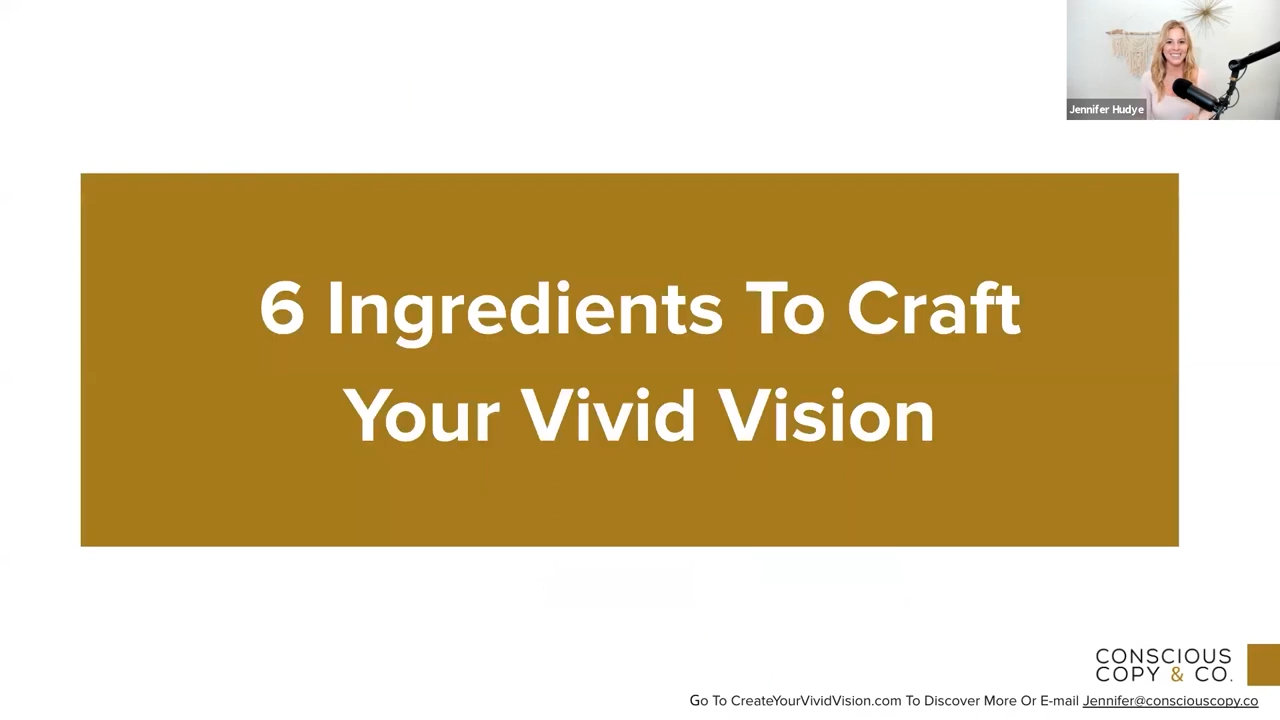 Jennifer Hudye
6 Ingredients To Craft
Your Vivid Vision
CONSCIOUS
COPY & CO.
Go To CreateYourVividVision.com To Discover More Or E-mail Jennifer@consciouscopy.co